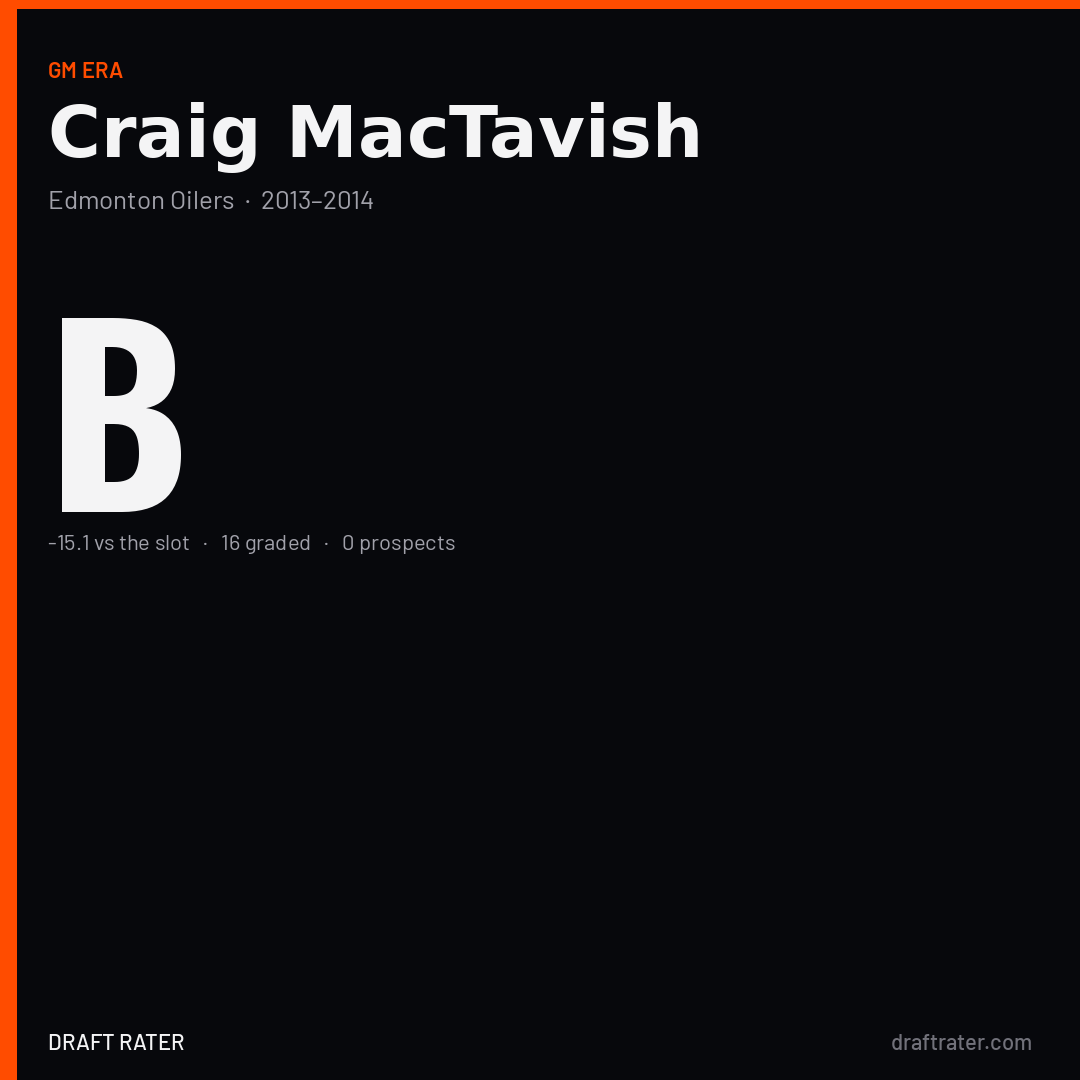 GM ERA
Craig MacTavish
Edmonton Oilers · 2013–2014
B
-15.1 vs the slot · 16 graded · 0 prospects
DRAFT RATER
draftrater.com